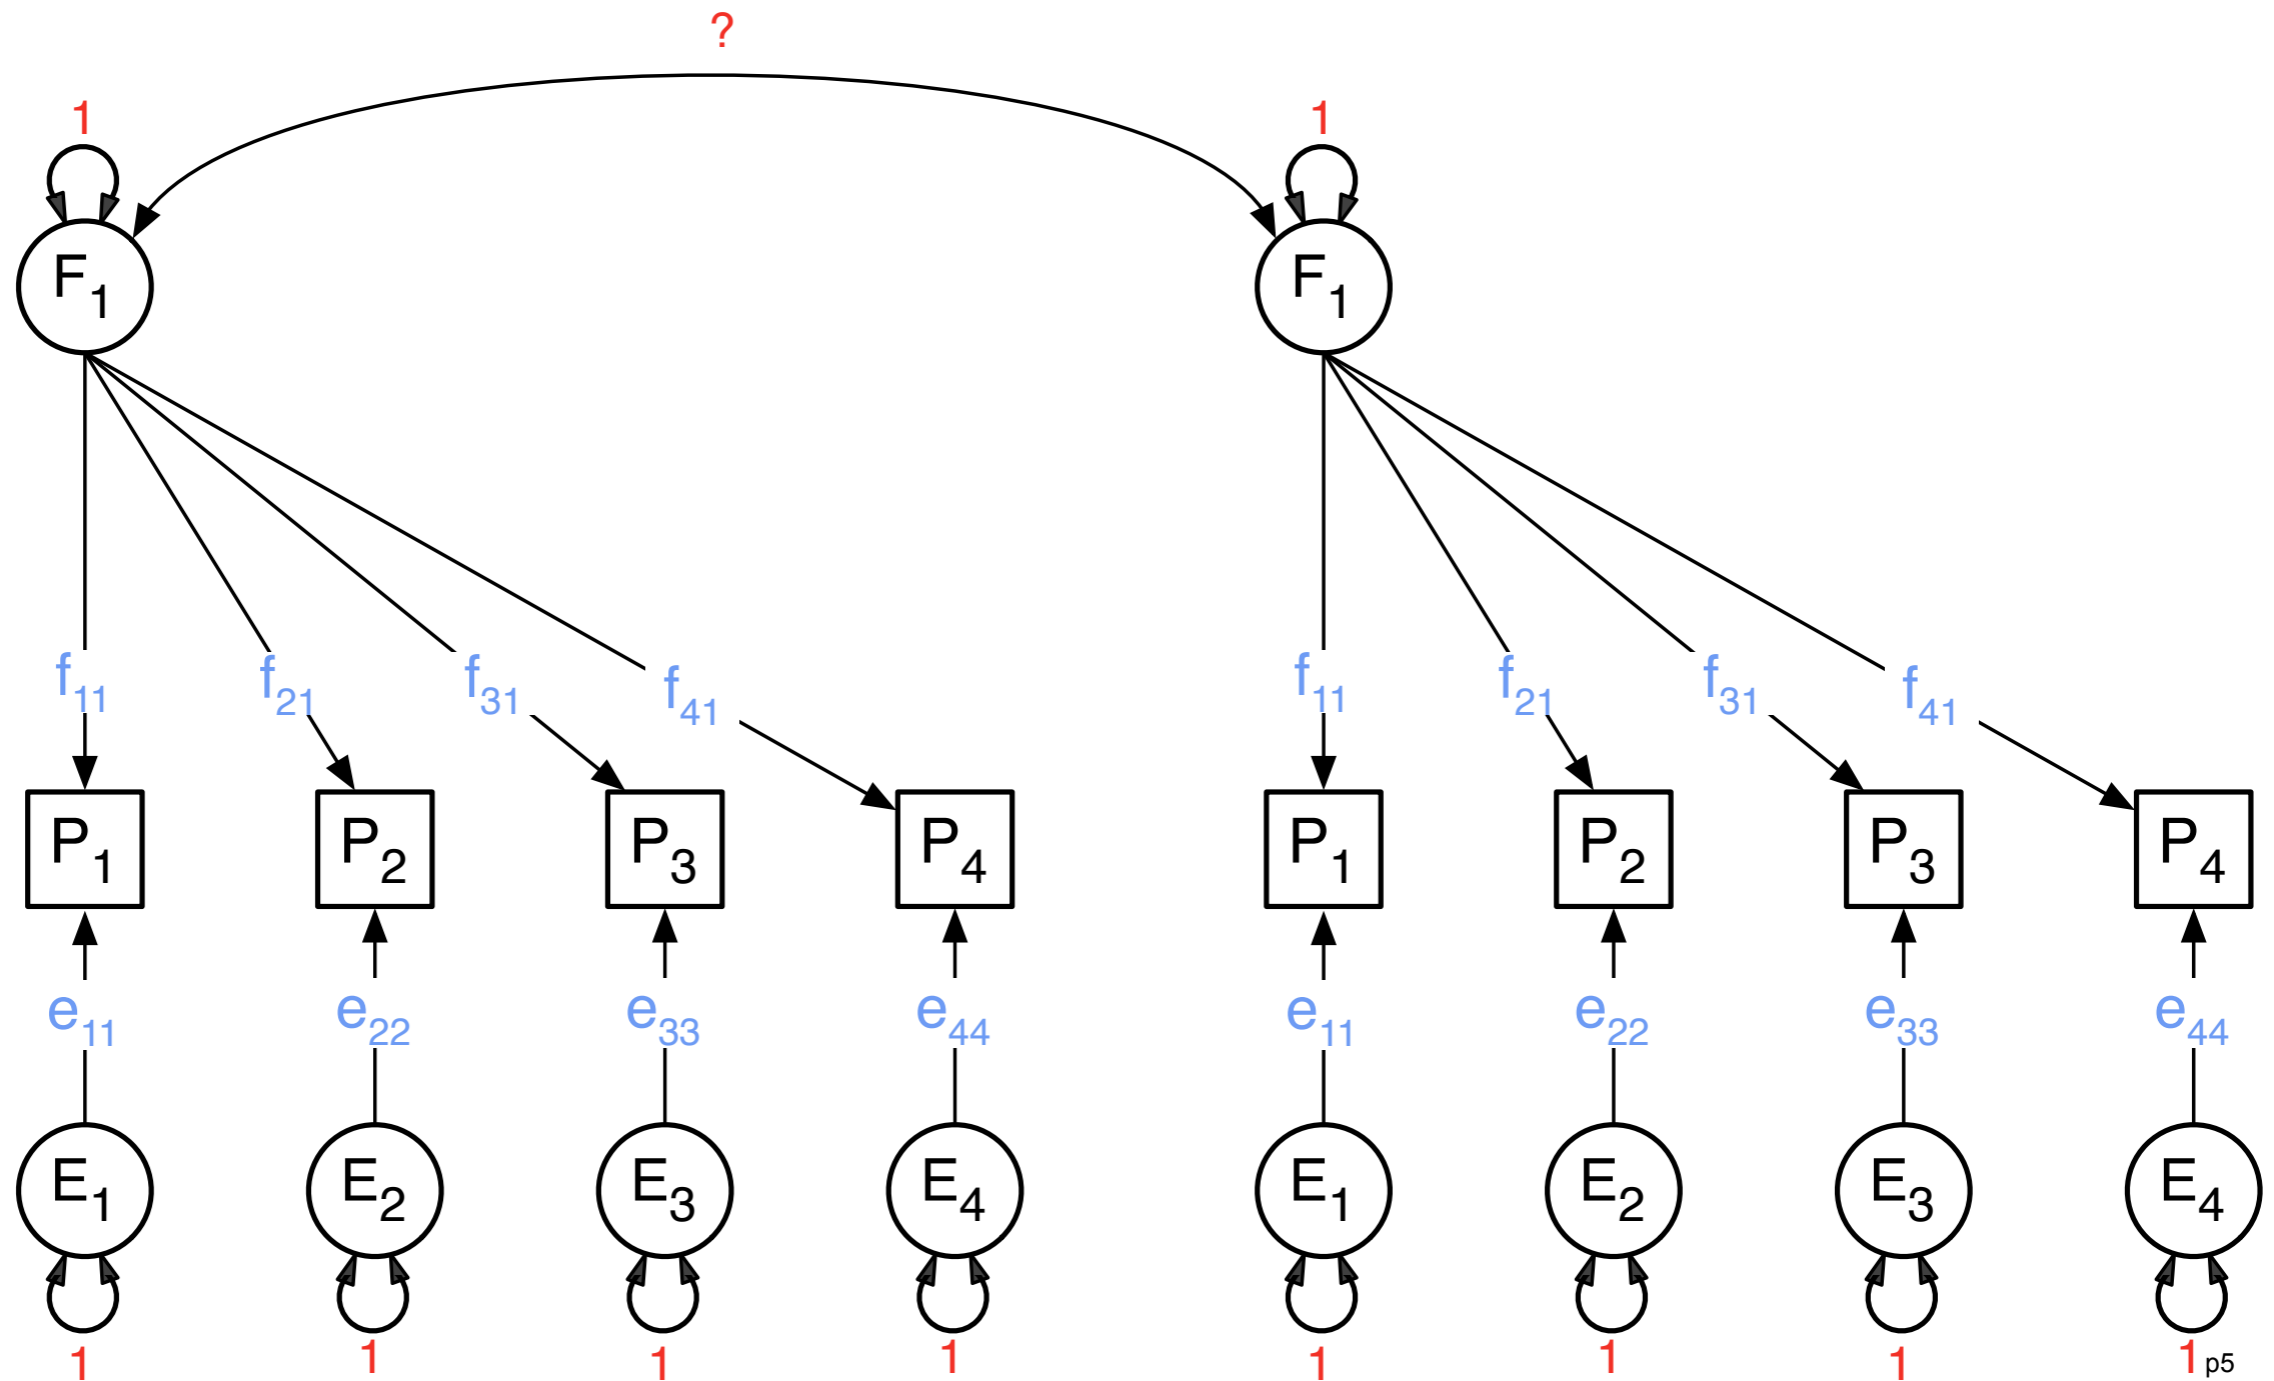 ?
1 1
F1 F1
f11 f21 f31 f41 f11 f21 f31 f41
P1 P2 P3 P4 P1 P2 P3 P4
e11 e22 e33 e44 e11 e22 e33 e44
E1 E2 E3 E4 E1 E2 E3 E4
1 1 1 1 1 1 1 1 p5